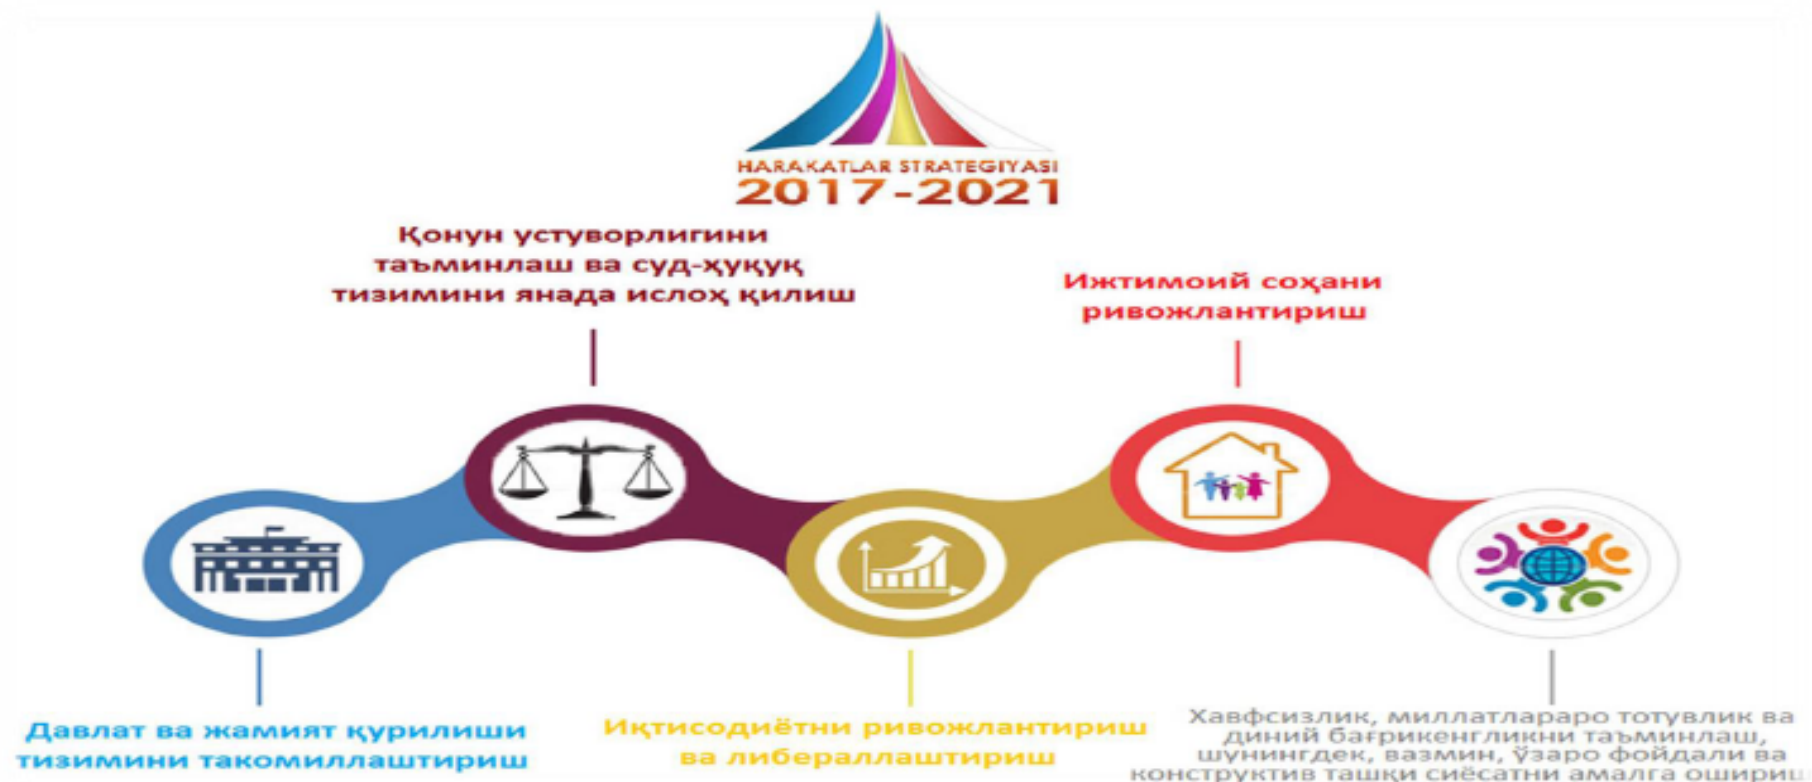 HARAKATLAR STRATEGIYASI
2017-2021
Қонун устуворлигини
таъминлаш ва суд-ҳуқуқ
тизимини янада ислоҳ қилиш
Ижтимоий соҳани
ривожлантириш
Давлат ва жамият қурилиши
тизимини такомиллаштириш
Иқтисодиётни ривожлантириш
ва либераллаштириш
Хавфсизлик, миллатлараро тотувлик ва
диний бағрикенгликни таъминлаш,
шунингдек, вазмин, ўзаро фойдали ва
конструктив ташқи сиёсатни амалга ошириш